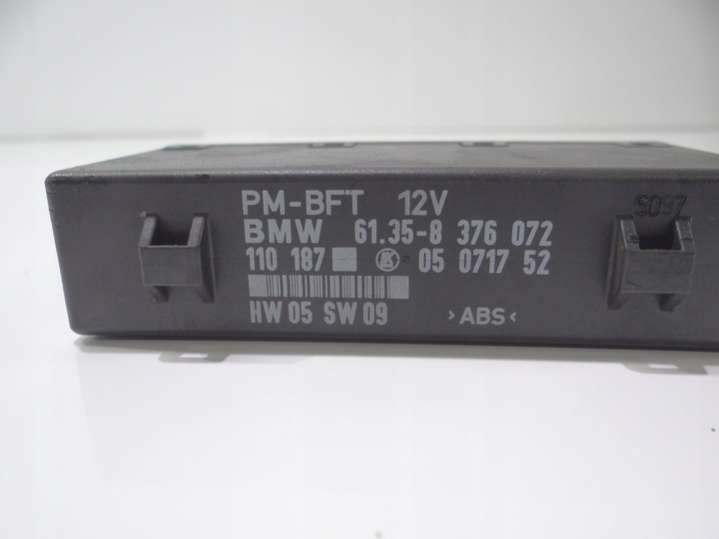 PM-BFT 12V
BMW 61.35-8 376 072
110 187 05 0717 52
HW 05 SW 09 >ABS<